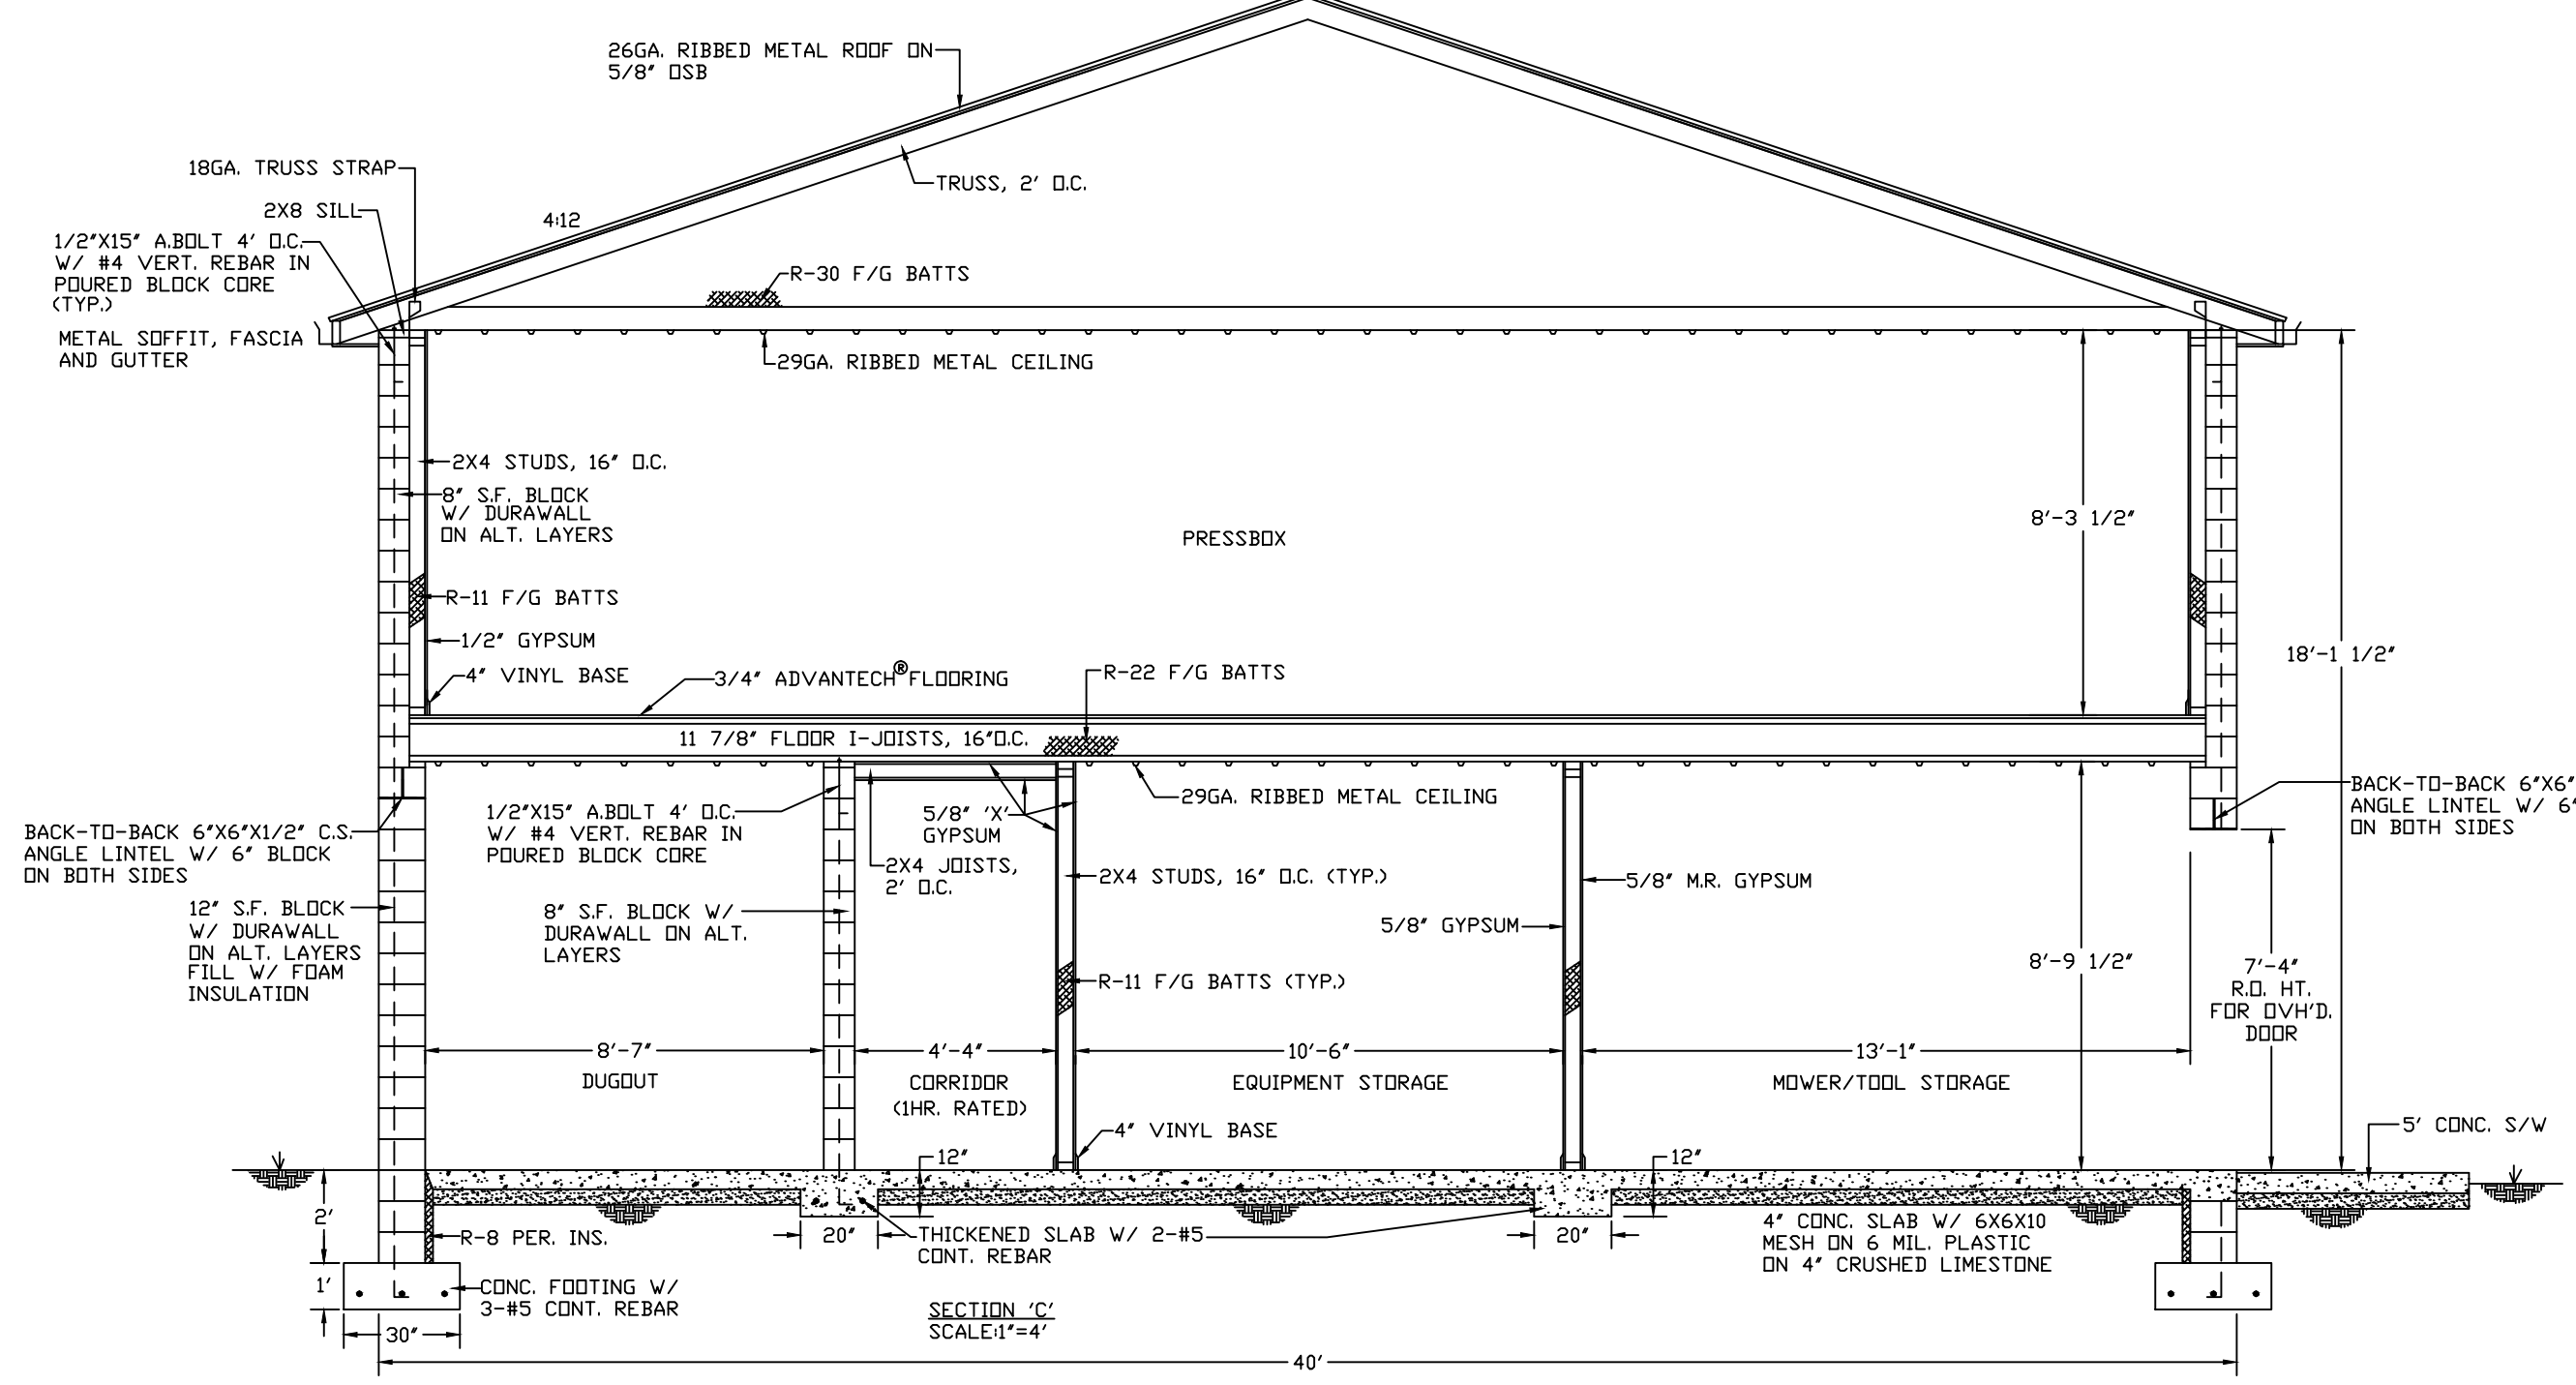 26GA. RIBBED METAL ROOF ON
5/8" OSB
18GA. TRUSS STRAP
TRUSS, 2' O.C.
2X8 SILL
4:12
1/2"X15" A.BOLT 4' O.C.
W/ #4 VERT. REBAR IN
POURED BLOCK CORE
(TYP.)
R-30 F/G BATTS
METAL SOFFIT, FASCIA
AND GUTTER
29GA. RIBBED METAL CEILING
2X4 STUDS, 16" O.C.
8" S.F. BLOCK
W/ DURAWALL
ON ALT. LAYERS
PRESSBOX
8'-3 1/2"
R-11 F/G BATTS
1/2" GYPSUM
4" VINYL BASE
3/4" ADVANTECH® FLOORING
R-22 F/G BATTS
18'-1 1/2"
11 7/8" FLOOR I-JOISTS, 16"O.C.
BACK-TO-BACK 6"X6"X1/2" C.S.
ANGLE LINTEL W/ 6" BLOCK
ON BOTH SIDES
1/2"X15" A.BOLT 4' O.C.
W/ #4 VERT. REBAR IN
POURED BLOCK CORE
5/8" 'X'
GYPSUM
2X4 JOISTS,
2' O.C.
29GA. RIBBED METAL CEILING
BACK-TO-BACK 6"X6"
ANGLE LINTEL W/ 6"
ON BOTH SIDES
12" S.F. BLOCK
W/ DURAWALL
ON ALT. LAYERS
FILL W/ FOAM
INSULATION
8" S.F. BLOCK W/
DURAWALL ON ALT.
LAYERS
2X4 STUDS, 16" O.C. (TYP.)
5/8" GYPSUM
5/8" M.R. GYPSUM
R-11 F/G BATTS (TYP.)
8'-9 1/2"
7'-4"
R.O. HT.
FOR OVH'D.
DOOR
8'-7"
DUGOUT
4'-4"
CORRIDOR
(1HR. RATED)
10'-6"
EQUIPMENT STORAGE
13'-1"
MOWER/TOOL STORAGE
4" VINYL BASE
5' CONC. S/W
12"
12"
2'
1'
R-8 PER. INS.
20"
THICKENED SLAB W/ 2-#5
CONT. REBAR
20"
4" CONC. SLAB W/ 6X6X10
MESH ON 6 MIL. PLASTIC
ON 4" CRUSHED LIMESTONE
CONC. FOOTING W/
3-#5 CONT. REBAR
30"
SECTION 'C'
SCALE:1"=4'
40'